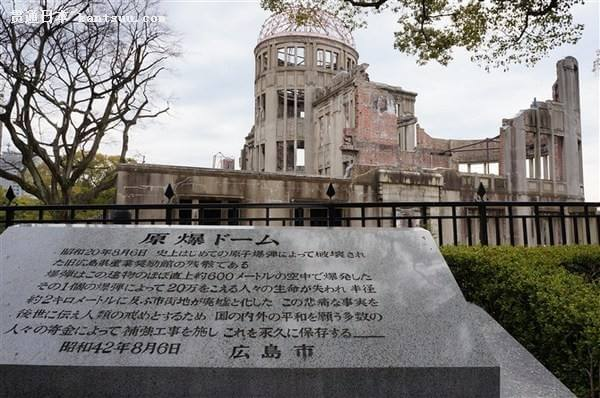 贯通日本 kantsuu.com
原爆ドーム
昭和20年8月6日 史上はじめての原子爆弾によって破壊され
た旧広島県産業奨励館の残骸である
爆弾はこの建物のほぼ直上約600メートルの空中で爆発した
その1個の爆弾によって20万をこえる人々の生命が失われ 半径
約2キロメートルに及ぶ市街地が廃墟と化した この悲痛な事実を
後世に伝え人類の戒めとするため 国の内外の平和を願う多数の
人々の寄金によって補強工事を施し これを永久に保存する
昭和42年8月6日 広島市